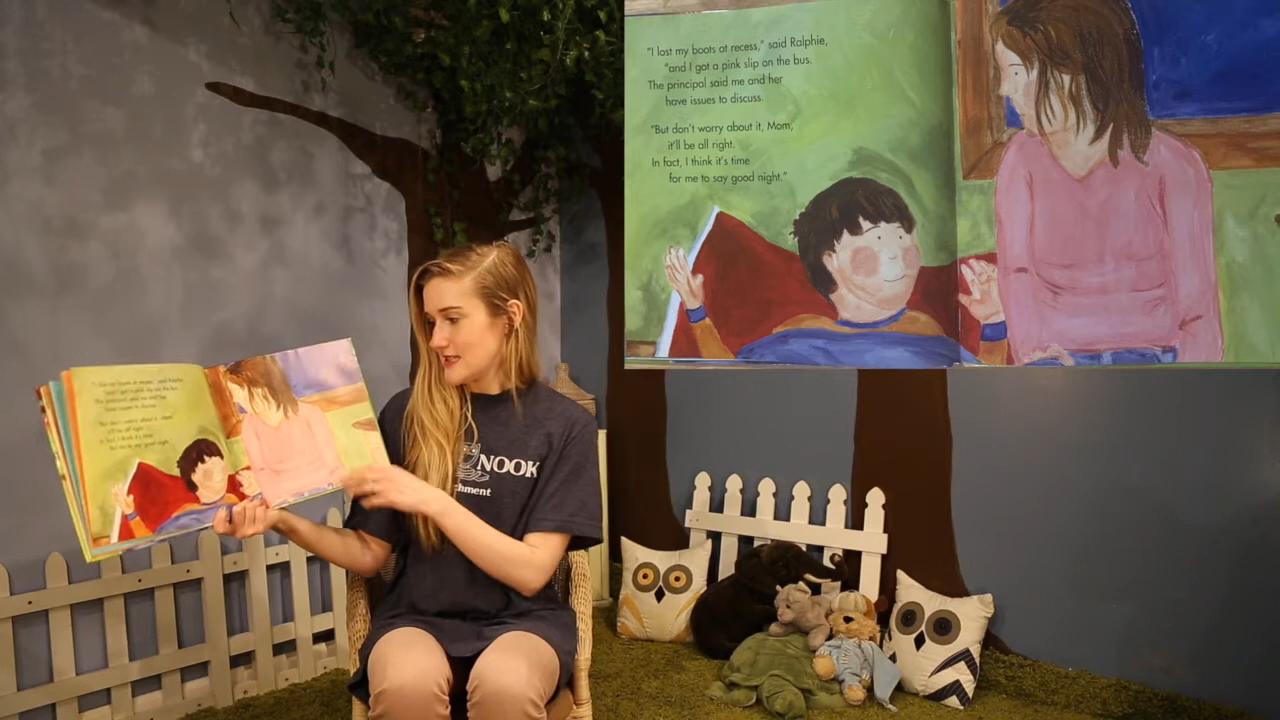 "I lost my boots at recess," said Ralphie,
"and I got a pink slip on the bus.
The principal said me and her
have issues to discuss.
"But don't worry about it, Mom,
it'll be all right.
In fact, I think it's time
for me to say good night."
NOOK
chment